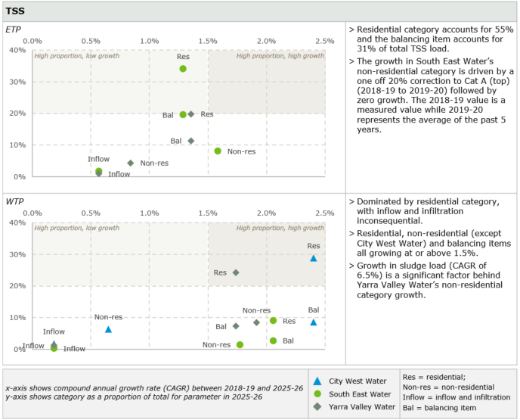 TSS
ETP
0.0% 0.5% 1.0% 1.5% 2.0% 2.5%
40%
High proportion, low growth
High proportion, high growth
Res
30%
20%
Bal
Res
Bal
10%
Non-res
Inflow
Non-res
Inflow
0%
> Residential category accounts for 55%
and the balancing item accounts for
31% of total TSS load.
> The growth in South East Water's
non-residential category is driven by a
one off 20% correction to Cat A (top)
(2018-19 to 2019-20) followed by
zero growth. The 2018-19 value is a
measured value while 2019-20
represents the average of the past 5
years.
WTP
0.0% 0.5% 1.0% 1.5% 2.0% 2.5%
40%
High proportion, low growth
High proportion, high growth
Res
30%
Res
20%
10%
Non-res
Non-res
Bal
Bal
Res
Inflow
Inflow
Inflow
Non-res
Bal
0%
> Dominated by residential category,
with inflow and infiltration
inconsequential.
> Residential, non-residential (except
City West Water) and balancing items
all growing at or above 1.5%.
> Growth in sludge load (CAGR of
6.5%) is a significant factor behind
Yarra Valley Water's non-residential
category growth.
x-axis shows compound annual growth rate (CAGR) between 2018-19 and 2025-26
y-axis shows category as a proportion of total for parameter in 2025-26
City West Water
South East Water
Yarra Valley Water
Res = residential;
Non-res = non-residential
Inflow = inflow and infiltration
Bal = balancing item